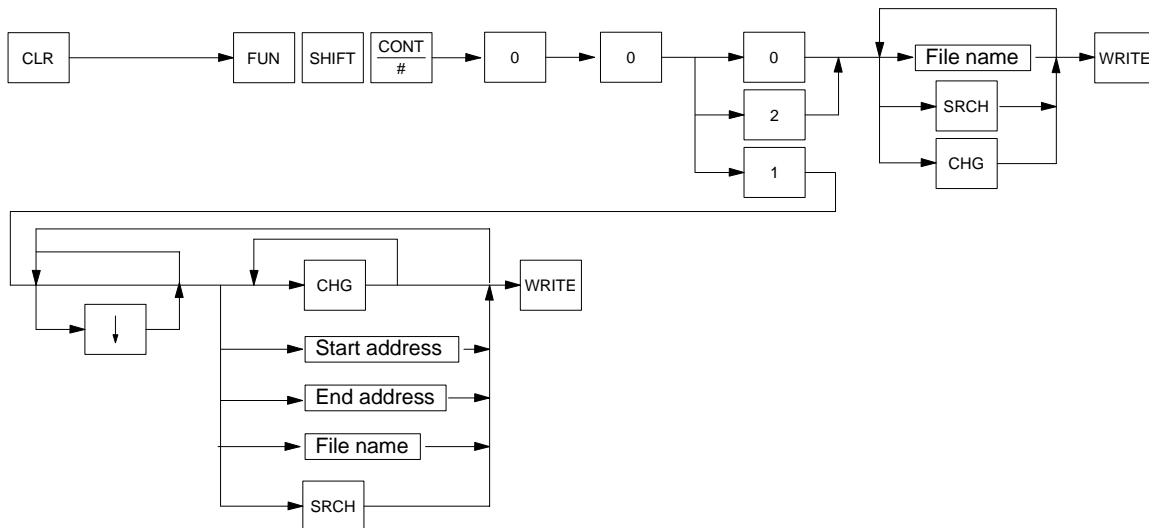 CLR
FUN
SHIFT
CONT
#
0
0
0
File name
WRITE
2
SRCH
1
CHG
CHG
WRITE
Start address
End address
File name
SRCH